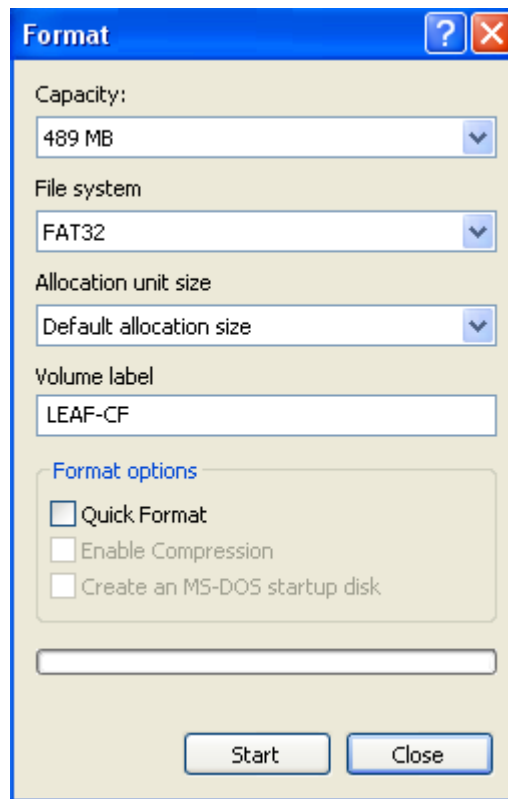 Format
Capacity:
489 MB
File system
FAT32
Allocation unit size
Default allocation size
Volume label
LEAF-CF
Format options
Quick Format
Enable Compression
Create an MS-DOS startup disk
Start Close